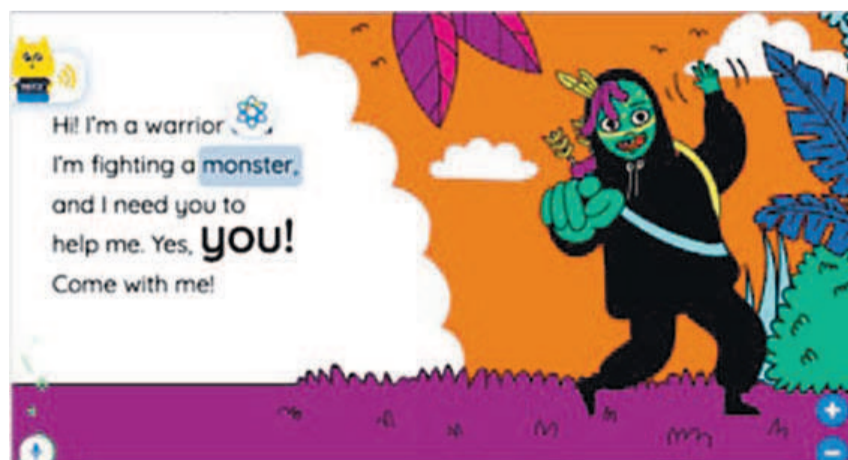 Hi! I'm a warrior
I'm fighting a monster,
and I need you to
help me. Yes, you!
Come with me!